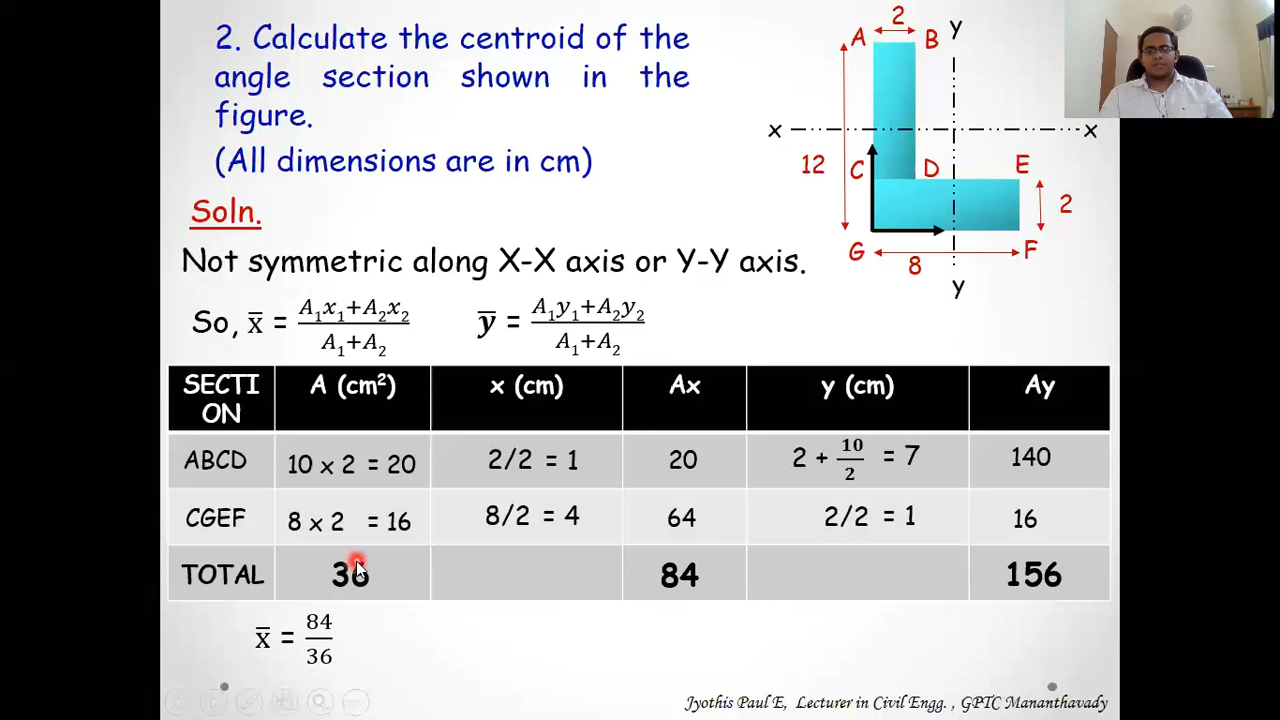 2. Calculate the centroid of the
angle section shown in the
figure.
(All dimensions are in cm)
Soln.
Not symmetric along X-X axis or Y-Y axis.
So, x̄ = (A₁x₁+A₂x₂)/(A₁+A₂) ȳ = (A₁y₁+A₂y₂)/(A₁+A₂)
2
A B y
x x
12 C D E
2
G 8 F
y
SECTI
ON A (cm²) x (cm) Ax y (cm) Ay
ABCD 10 x 2 = 20 2/2 = 1 20 2 + 10/2 = 7 140
CGEF 8 x 2 = 16 8/2 = 4 64 2/2 = 1 16
TOTAL 36 84 156
x̄ = 84/36
Jyothis Paul E, Lecturer in Civil Engg. , GPTC Mananthavady